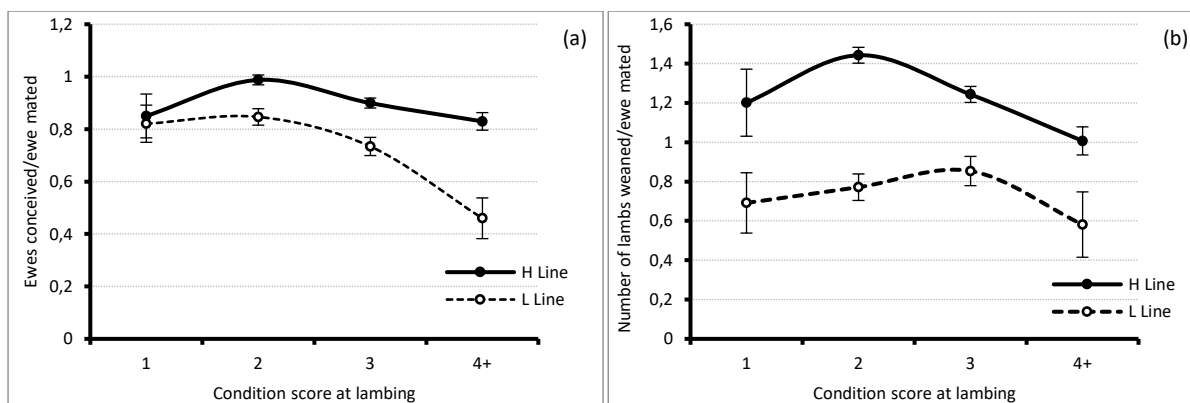 (a)
Ewes conceived/ewe mated
1,2
1
0,8
0,6
0,4
0,2
0
1 2 3 4+
Condition score at lambing
H Line
L Line
(b)
Number of lambs weaned/ewe mated
1,6
1,4
1,2
1
0,8
0,6
0,4
0,2
0
1 2 3 4+
Condition score at lambing
H Line
L Line